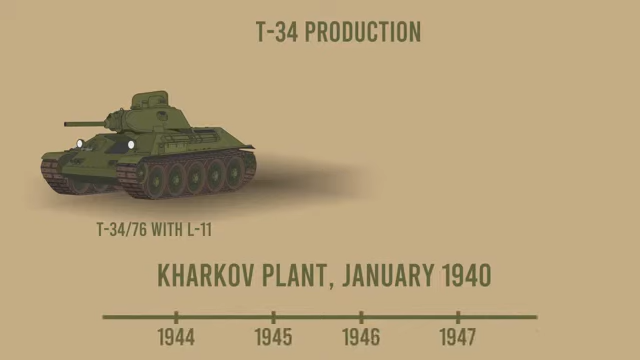 T-34 PRODUCTION
T-34/76 WITH L-11
KHARKOV PLANT, JANUARY 1940
1944 1945 1946 1947